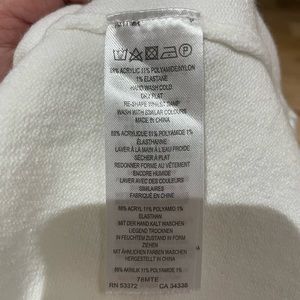 88% ACRYLIC 11% POLYAMIDE/NYLON
1% ELASTANE
HAND WASH COLD
DRY FLAT
RE-SHAPE WHILST DAMP
WASH WITH SIMILAR COLOURS
MADE IN CHINA
88% ACRYLIQUE 11% POLYAMIDE 1%
ÉLASTHANNE
LAVER À LA MAIN À L'EAU FROIDE
SÉCHER À PLAT
REDONNER FORME AU VÊTEMENT
ENCORE HUMIDE
LAVER AVEC DES COULEURS
SIMILAIRES
FABRIQUÉ EN CHINE
88% ACRYL 11% POLYAMID 1%
ELASTHAN
MIT DER HAND KALT WASCHEN
LIEGEND TROCKNEN
IN FEUCHTEM ZUSTAND IN FORM
ZIEHEN
MIT ÄHNLICHEN FARBEN WASCHEN
HERGESTELLT IN CHINA
88% AKRILIK 11% POLYAMID 1%
78MTE
RN 53372 CA 34338